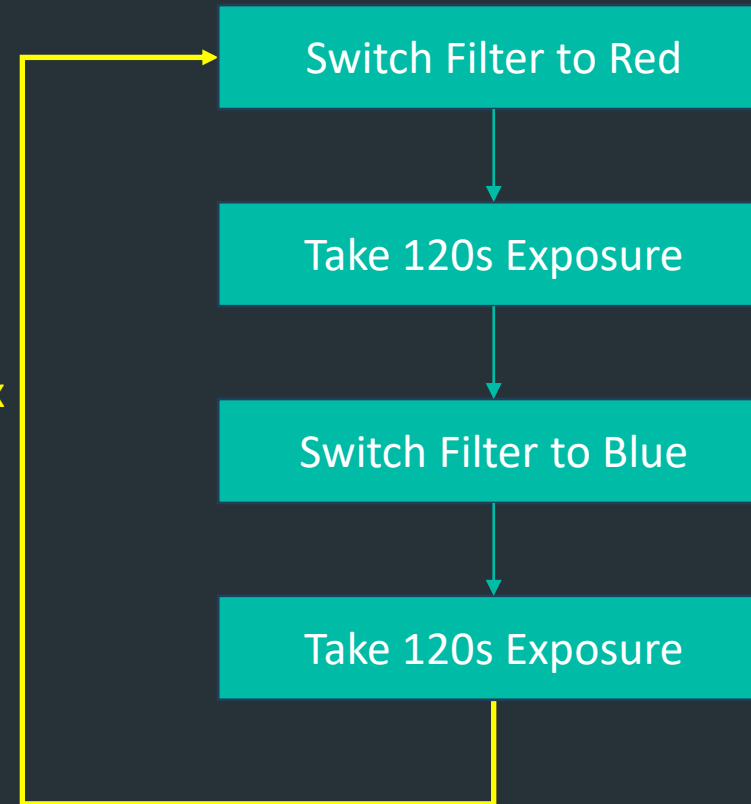 Switch Filter to Red
Take 120s Exposure
Switch Filter to Blue
Take 120s Exposure